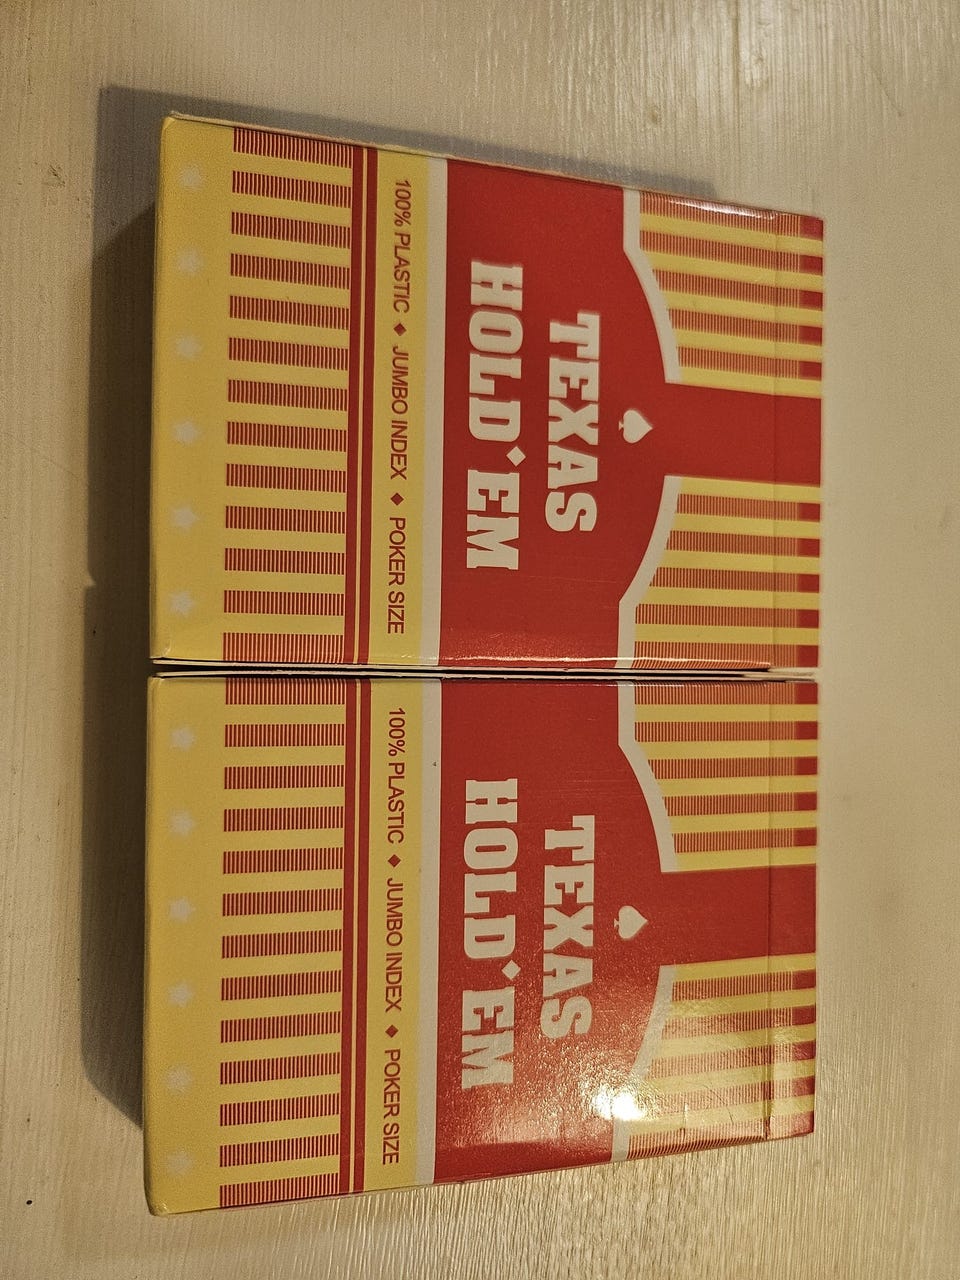 TEXAS
HOLD'EM
100% PLASTIC ♦ JUMBO INDEX ♦ POKER SIZE
TEXAS
HOLD'EM
100% PLASTIC ♦ JUMBO INDEX ♦ POKER SIZE